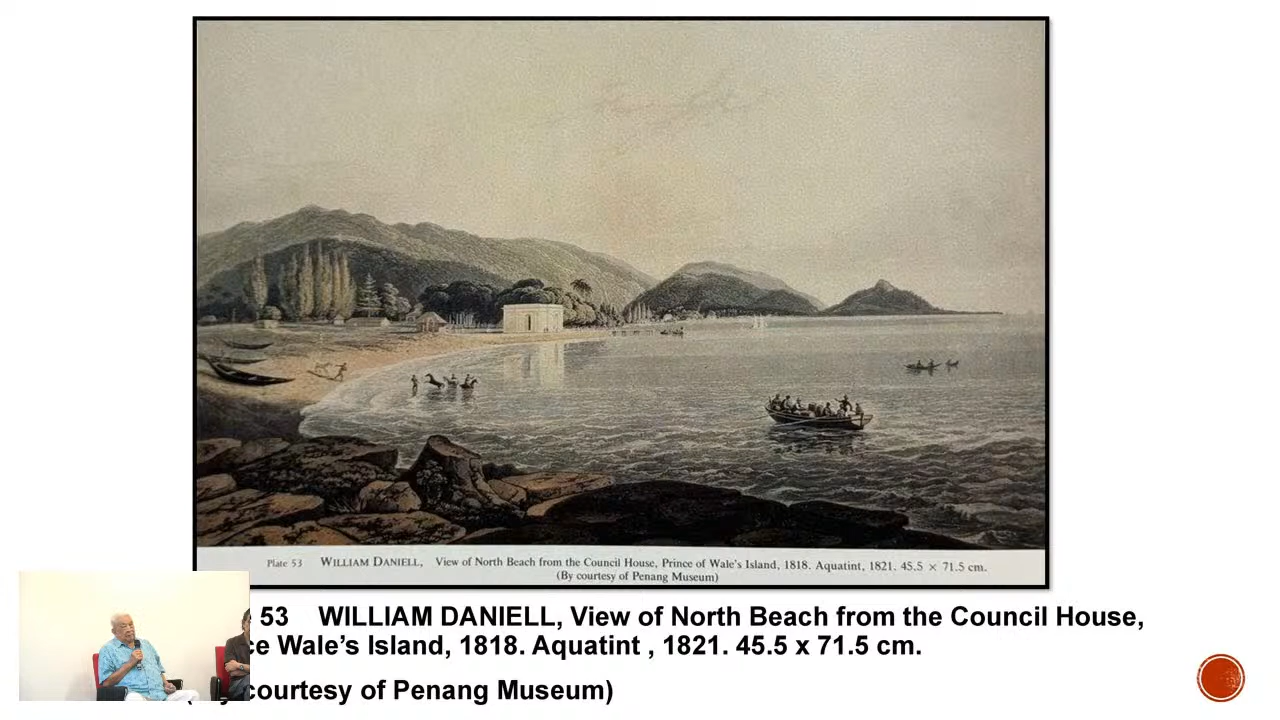 Plate 53 WILLIAM DANIELL, View of North Beach from the Council House, Prince of Wale's Island, 1818. Aquatint, 1821. 45.5 × 71.5 cm.
(By courtesy of Penang Museum)
53 WILLIAM DANIELL, View of North Beach from the Council House,
ce Wale's Island, 1818. Aquatint , 1821. 45.5 x 71.5 cm.
courtesy of Penang Museum)